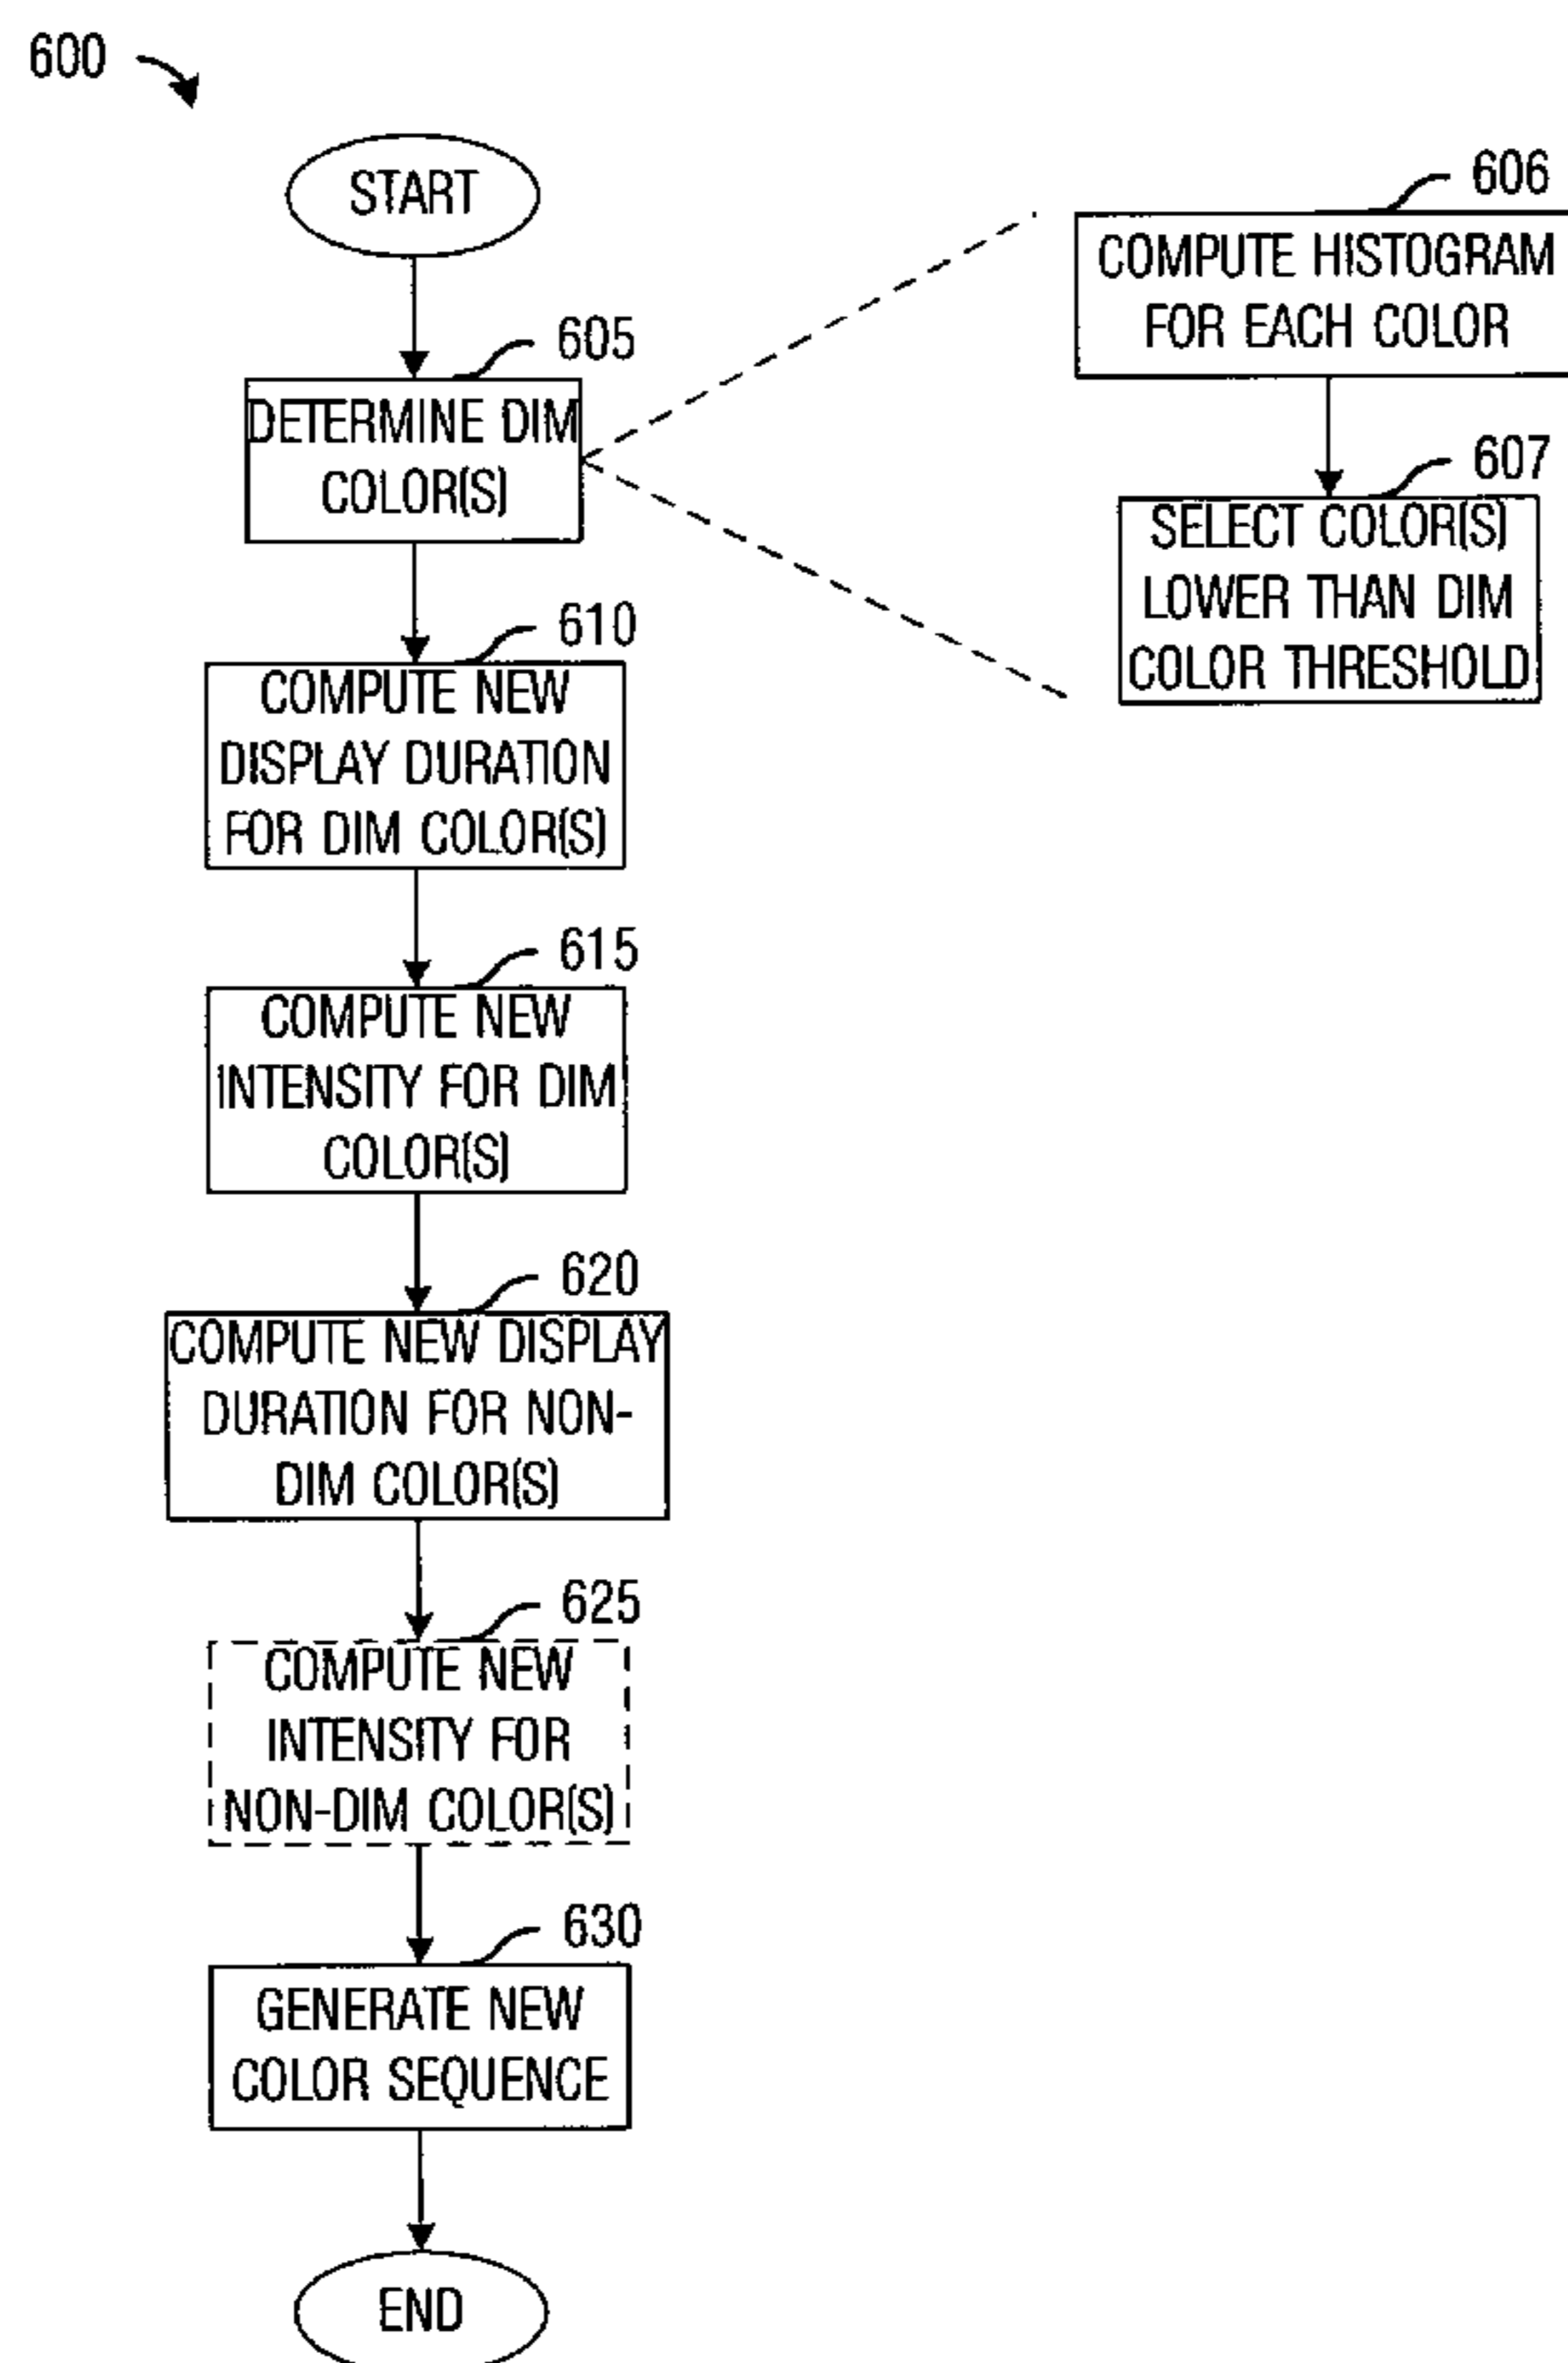 600
START
605
DETERMINE DIM
COLOR(S)
606
COMPUTE HISTOGRAM
FOR EACH COLOR
607
SELECT COLOR(S)
LOWER THAN DIM
COLOR THRESHOLD
610
COMPUTE NEW
DISPLAY DURATION
FOR DIM COLOR(S)
615
COMPUTE NEW
INTENSITY FOR DIM
COLOR(S)
620
COMPUTE NEW DISPLAY
DURATION FOR NON-
DIM COLOR(S)
625
COMPUTE NEW
INTENSITY FOR
NON-DIM COLOR(S)
630
GENERATE NEW
COLOR SEQUENCE
END